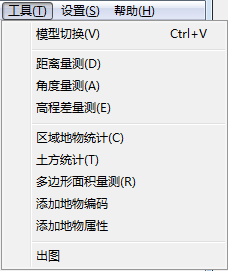 工具(T) 设置(S) 帮助(H)
模型切换(V) Ctrl+V
距离量测(D)
角度量测(A)
高程差量测(E)
区域地物统计(C)
土方统计(T)
多边形面积量测(R)
添加地物编码
添加地物属性
出图